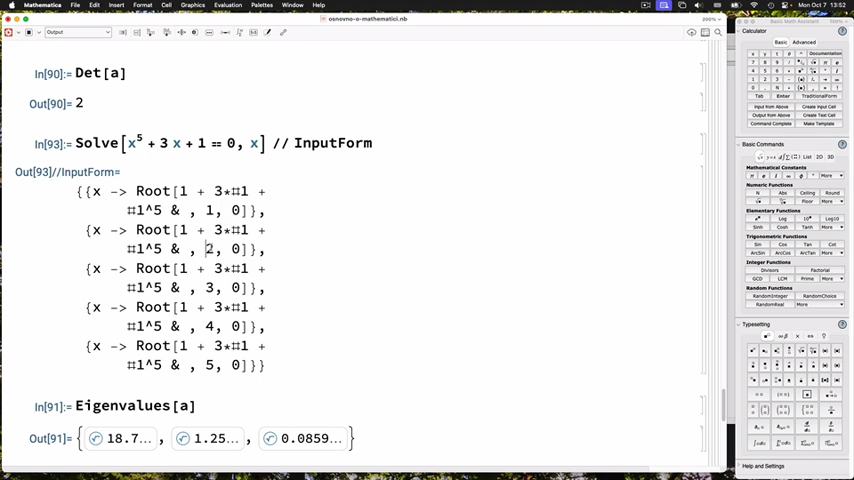 Mathematica File Edit Insert Format Cell Graphics Evaluation Palettes Window Help Mon Oct 7 13:52
osnovno-o-mathematici.nb
Output
200%
In[90]:= Det[a]
Out[90]= 2
In[93]:= Solve[x^5 + 3 x + 1 == 0, x] // InputForm
Out[93]//InputForm=
{{x -> Root[1 + 3*#1 +
#1^5 & , 1, 0]},
{x -> Root[1 + 3*#1 +
#1^5 & , 2, 0]},
{x -> Root[1 + 3*#1 +
#1^5 & , 3, 0]},
{x -> Root[1 + 3*#1 +
#1^5 & , 4, 0]},
{x -> Root[1 + 3*#1 +
#1^5 & , 5, 0]}}
In[91]:= Eigenvalues[a]
Out[91]= { 18.7... , 1.25... , 0.0859... }
Basic Math Assistant
Calculator
Basic Advanced
Documentation
Tab Enter TraditionalForm
Input from Above Create Input Cell
Output from Above Create Text Cell
Command Complete Make Template
Basic Commands
List 2D 3D
Mathematical Constants
More
Numeric Functions
N Abs Ceiling Round
Floor More
Elementary Functions
Log Log10
Sinh Cosh Tanh More
Trigonometric Functions
Sin Cos Tan Cot
ArcSin ArcCos ArcTan More
Integer Functions
Divisors Factorial
GCD LCM Prime More
Random Functions
RandomInteger RandomChoice
RandomReal More
Typesetting
Help and Settings